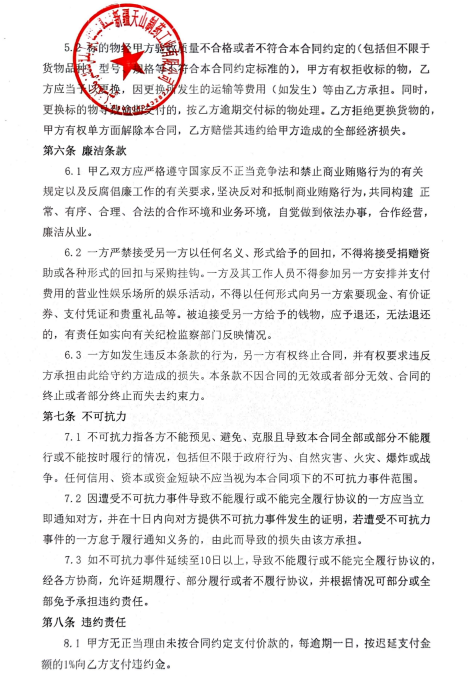 新疆天山制药工业有限公司
5.2 标的物经甲方验收质量不合格或者不符合本合同约定的(包括但不限于
货物品种、型号、规格等不符合本合同约定标准的),甲方有权拒收标的物,乙
方应当予以更换,因更换所发生的运输等费用(如发生)等由乙方承担。同时,
更换标的物导致逾期交付的,按乙方逾期交付标的物处理。乙方拒绝更换货物的,
甲方有权单方面解除本合同,乙方赔偿其违约给甲方造成的全部经济损失。
第六条 廉洁条款
6.1 甲乙双方应严格遵守国家反不正当竞争法和禁止商业贿赂行为的有关
规定以及反腐倡廉工作的有关要求,坚决反对和抵制商业贿赂行为,共同构建 正
常、有序、合理、合法的合作环境和业务环境,自觉做到依法办事,合作经营,
廉洁从业。
6.2 一方严禁接受另一方以任何名义、形式给予的回扣,不得将接受捐赠资
助或各种形式的回扣与采购挂钩。一方及其工作人员不得参加另一方安排并支付
费用的营业性娱乐场所的娱乐活动,不得以任何形式向另一方索要现金、有价证
券、支付凭证和贵重礼品等。被迫接受另一方给予的钱物,应予退还,无法退还
的,有责任如实向有关纪检监察部门反映情况。
6.3 一方如发生违反本条款的行为,另一方有权终止合同,并有权要求违反
方承担由此给守约方造成的损失。本条款不因合同的无效或者部分无效、合同的
终止或者部分终止而失去约束力。
第七条 不可抗力
7.1 不可抗力指各方不能预见、避免、克服且导致本合同全部或部分不能履
行或不能按时履行的情况,包括但不限于政府行为、自然灾害、火灾、爆炸或战
争。任何信用、资本或资金短缺不应当视为本合同项下的不可抗力事件范围。
7.2 因遭受不可抗力事件导致不能履行或不能完全履行协议的一方应当立
即通知对方,并在十日内向对方提供不可抗力事件发生的证明,若遭受不可抗力
事件的一方怠于履行通知义务的,由此而导致的损失由该方承担。
7.3 如不可抗力事件延续至10日以上,导致不能履行或不能完全履行协议的,
经各方协商,允许延期履行、部分履行或者不履行协议,并根据情况可部分或全
部免予承担违约责任。
第八条 违约责任
8.1 甲方无正当理由未按合同约定支付价款的,每逾期一日,按迟延支付金
额的1%向乙方支付违约金。